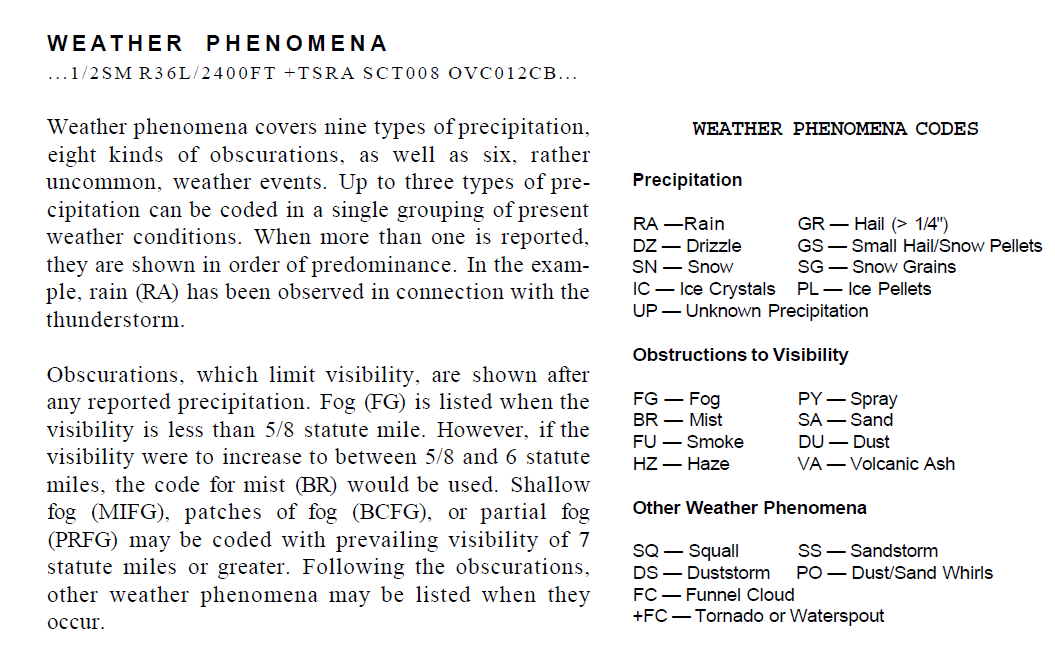 WEATHER PHENOMENA
...1/2SM R36L/2400FT +TSRA SCT008 OVC012CB...
Weather phenomena covers nine types of precipitation,
eight kinds of obscurations, as well as six, rather
uncommon, weather events. Up to three types of pre-
cipitation can be coded in a single grouping of present
weather conditions. When more than one is reported,
they are shown in order of predominance. In the exam-
ple, rain (RA) has been observed in connection with the
thunderstorm.
Obscurations, which limit visibility, are shown after
any reported precipitation. Fog (FG) is listed when the
visibility is less than 5/8 statute mile. However, if the
visibility were to increase to between 5/8 and 6 statute
miles, the code for mist (BR) would be used. Shallow
fog (MIFG), patches of fog (BCFG), or partial fog
(PRFG) may be coded with prevailing visibility of 7
statute miles or greater. Following the obscurations,
other weather phenomena may be listed when they
occur.
WEATHER PHENOMENA CODES
Precipitation
RA —Rain GR — Hail (> 1/4")
DZ — Drizzle GS — Small Hail/Snow Pellets
SN — Snow SG — Snow Grains
IC — Ice Crystals PL — Ice Pellets
UP — Unknown Precipitation
Obstructions to Visibility
FG — Fog PY — Spray
BR — Mist SA — Sand
FU — Smoke DU — Dust
HZ — Haze VA — Volcanic Ash
Other Weather Phenomena
SQ — Squall SS — Sandstorm
DS — Duststorm PO — Dust/Sand Whirls
FC — Funnel Cloud
+FC — Tornado or Waterspout